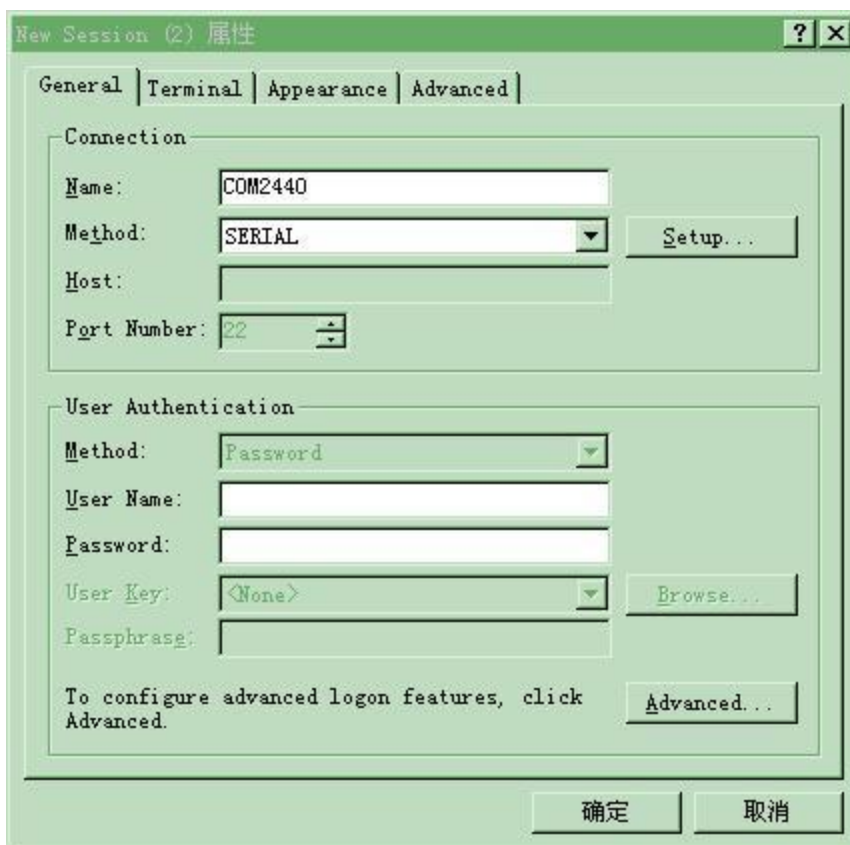 New Session (2) 属性
General Terminal Appearance Advanced
Connection
Name: COM2440
Method: SERIAL Setup...
Host:
Port Number: 22
User Authentication
Method: Password
User Name:
Password:
User Key: <None> Browse...
Passphrase:
To configure advanced logon features, click
Advanced.
Advanced...
确定 取消